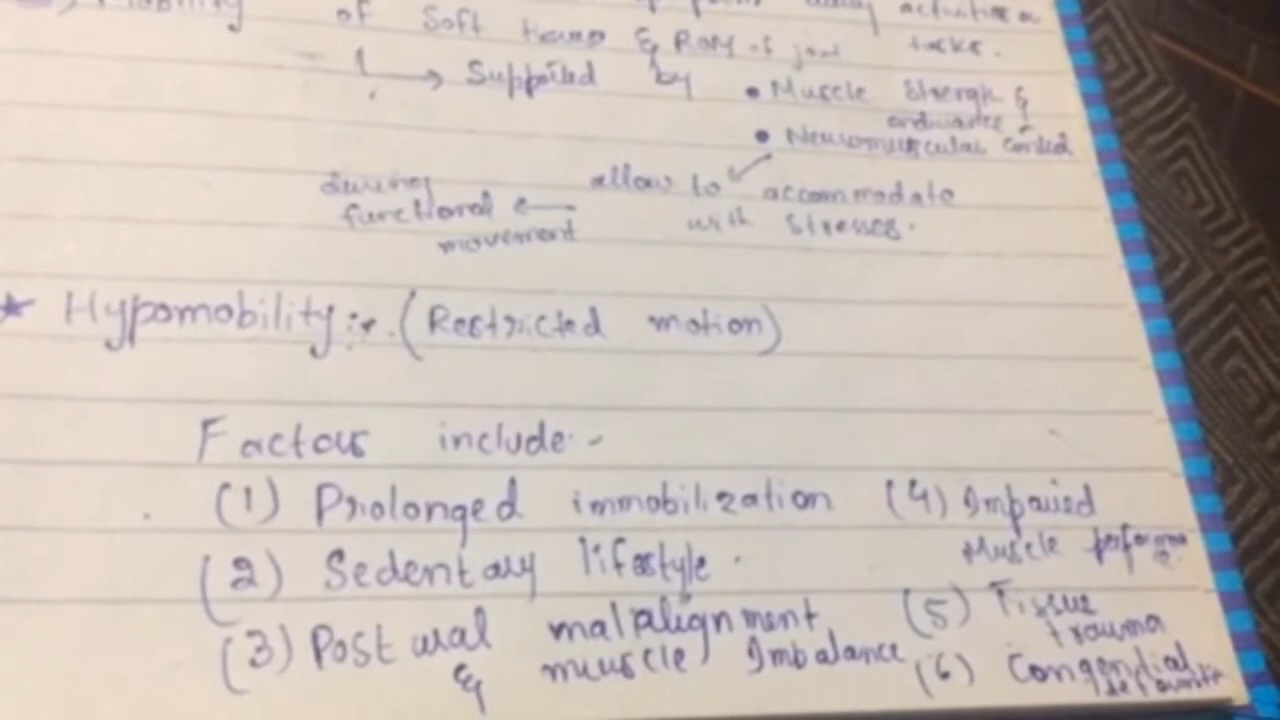 Mobility
of Soft tissues & ROM of joint tasks.
→ Supported by • Muscle Strength &
• Neuromuscular Control
allow to accommodate
with stresses.
during
functional ←
movement
* Hypomobility :- (Restricted motion)
Factors include:-
(1) Prolonged immobilization
(2) Sedentary lifestyle.
(3) Postural malalignment
& muscle Imbalance
(4) Impaired
Muscle performance
(5) Tissue
trauma
(6) Congenital